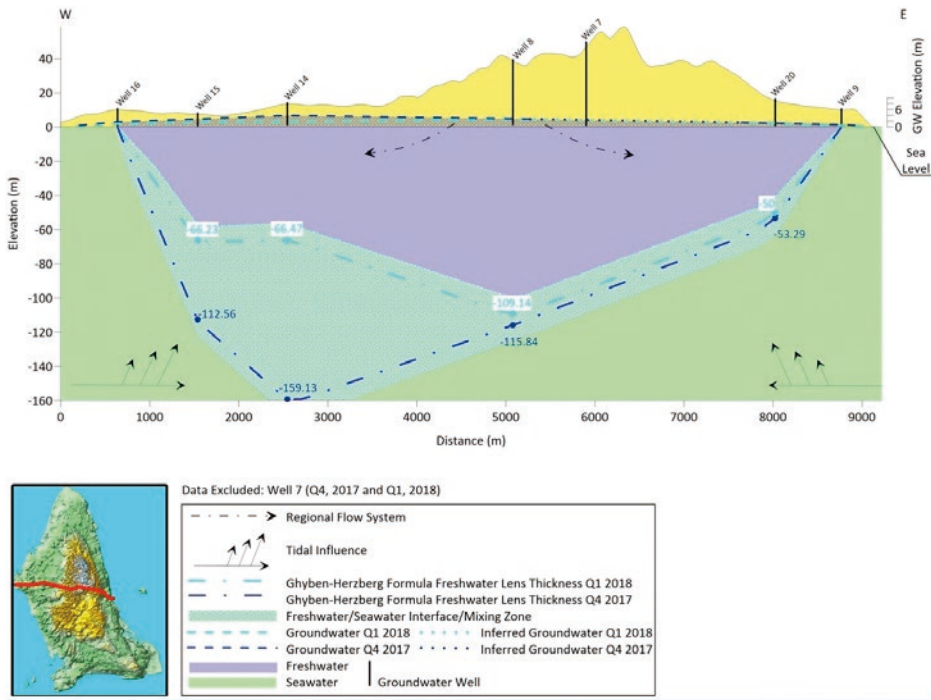 W
E
Well 16
Well 15
Well 14
Well 8
Well 7
Well 20
Well 9
40
20
0
-20
-40
-60
-80
-100
-120
-140
-160
Elevation (m)
6
0
GW Elevation (m)
Sea
Level
-66.23
-66.47
-109.14
-50
-53.29
-112.56
-115.84
-159.13
0 1000 2000 3000 4000 5000 6000 7000 8000 9000
Distance (m)
Data Excluded: Well 7 (Q4, 2017 and Q1, 2018)
Regional Flow System
Tidal Influence
Ghyben-Herzberg Formula Freshwater Lens Thickness Q1 2018
Ghyben-Herzberg Formula Freshwater Lens Thickness Q4 2017
Freshwater/Seawater Interface/Mixing Zone
Groundwater Q1 2018 Inferred Groundwater Q1 2018
Groundwater Q4 2017 Inferred Groundwater Q4 2017
Freshwater
Seawater Groundwater Well